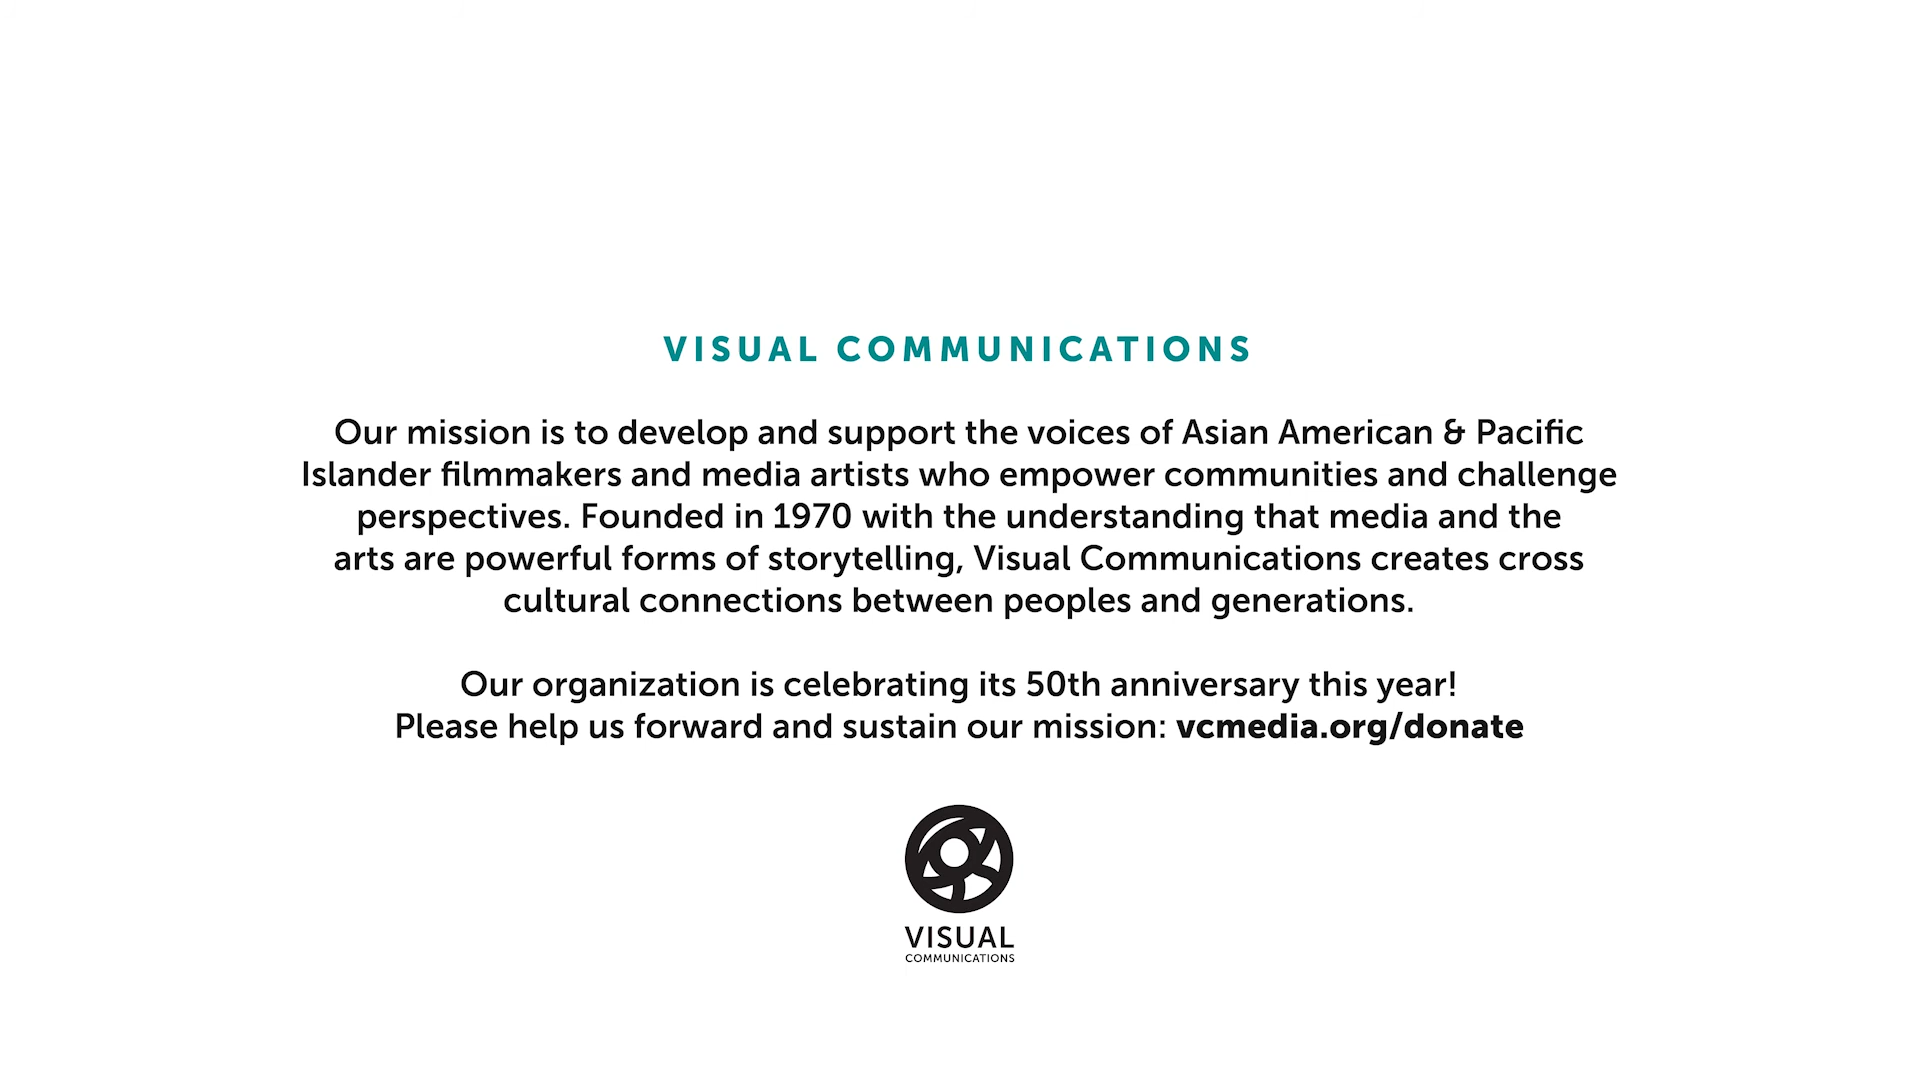 VISUAL COMMUNICATIONS
Our mission is to develop and support the voices of Asian American & Pacific
Islander filmmakers and media artists who empower communities and challenge
perspectives. Founded in 1970 with the understanding that media and the
arts are powerful forms of storytelling, Visual Communications creates cross
cultural connections between peoples and generations.
Our organization is celebrating its 50th anniversary this year!
Please help us forward and sustain our mission: vcmedia.org/donate
VISUAL
COMMUNICATIONS